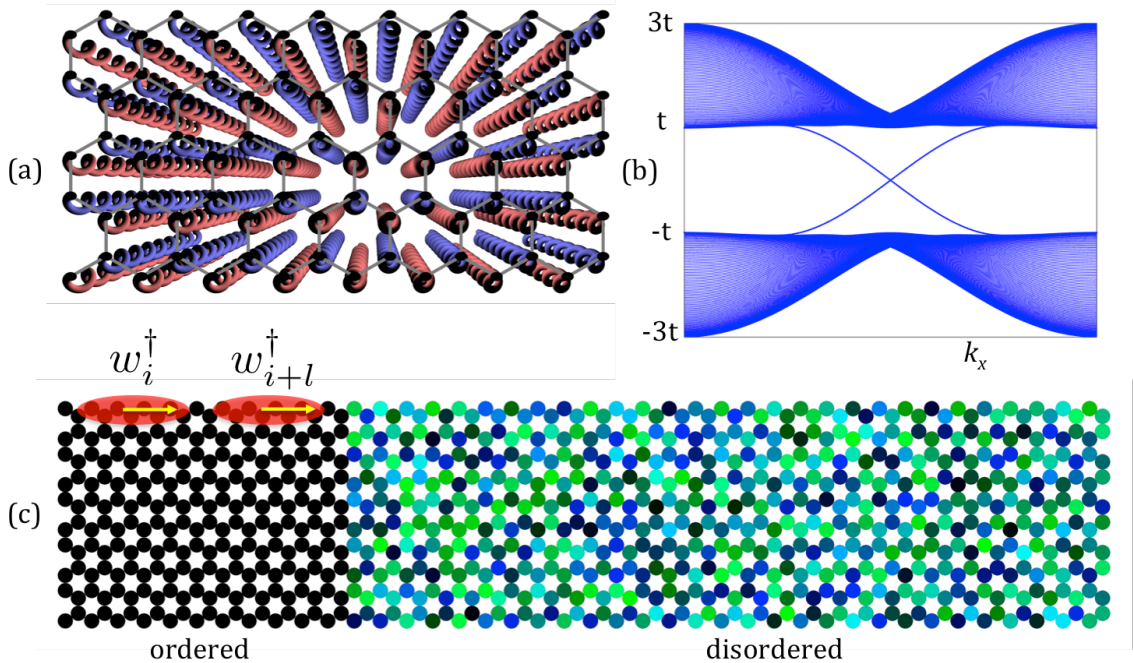 (a)
(b)
3t
t
-t
-3t
k_x
w_i^†
w_{i+l}^†
(c)
ordered
disordered